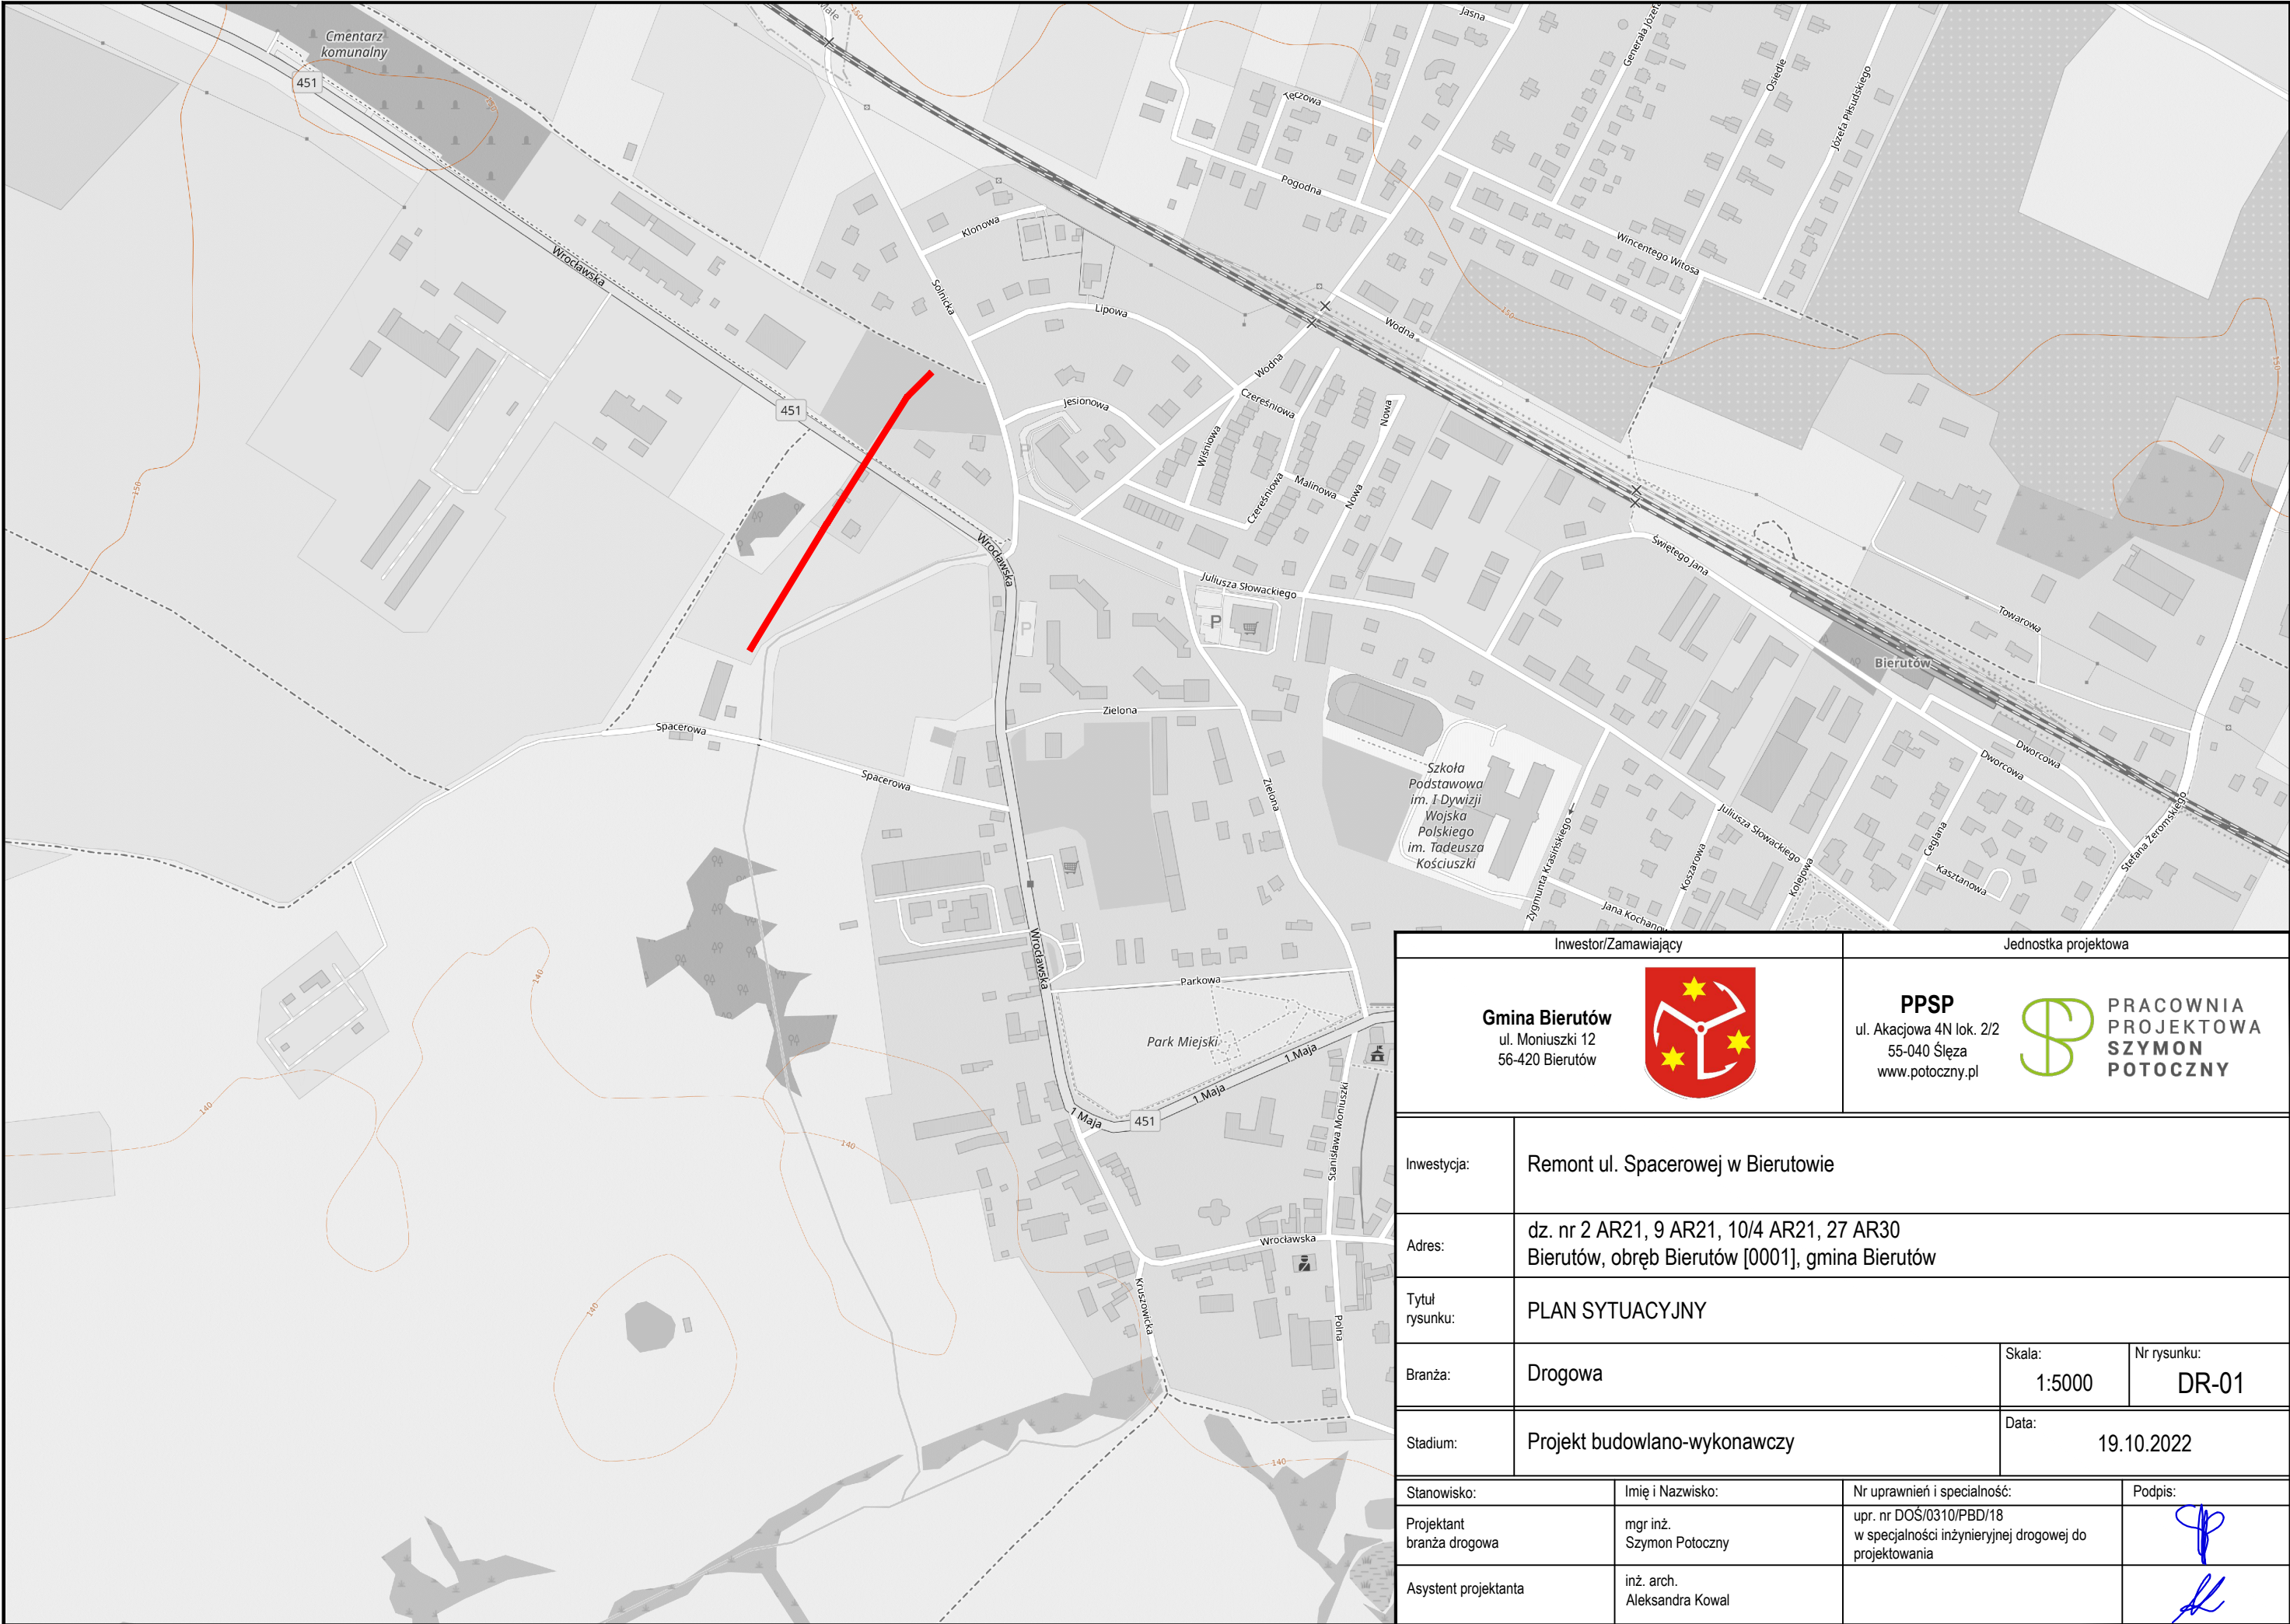 Cmentarz
komunalny
451
150
Małe
150
Jasna
Generała Józefa
Osiedle
Józefa Piłsudskiego
Tęczowa
Pogodna
Wincentego Witosa
Klonowa
Wrocławska
Solnicka
Lipowa
Wodna
150
150
Wodna
451
Jesionowa
Czereśniowa
Nowa
Wiśniowa
P
150
Malinowa
Czereśniowa
Nowa
Wrocławska
Świętego Jana
Juliusza Słowackiego
P
P
Towarowa
Bierutów
Zielona
Spacerowa
Spacerowa
Zielona
Dworcowa
Dworcowa
Szkoła
Podstawowa
im. I Dywizji
Wojska
Polskiego
im. Tadeusza
Kościuszki
Zygmunta Krasińskiego
Juliusza Słowackiego
Koszarowa
Kolejowa
Ceglana
Kasztanowa
Stefana Żeromskiego
Jana Kochanow
Wrocławska
140
Parkowa
Park Miejski
1 Maja
1 Maja
1 Maja
451
140
140
Stanisława Moniuszki
Wrocławska
Kruszowicka
Polna
140
140
Inwestor/Zamawiający
Jednostka projektowa
Gmina Bierutów
ul. Moniuszki 12
56-420 Bierutów
PPSP
ul. Akacjowa 4N lok. 2/2
55-040 Ślęza
www.potoczny.pl
PRACOWNIA
PROJEKTOWA
SZYMON
POTOCZNY
Inwestycja:
Remont ul. Spacerowej w Bierutowie
Adres:
dz. nr 2 AR21, 9 AR21, 10/4 AR21, 27 AR30
Bierutów, obręb Bierutów [0001], gmina Bierutów
Tytuł
rysunku:
PLAN SYTUACYJNY
Branża:
Drogowa
Skala:
1:5000
Nr rysunku:
DR-01
Stadium:
Projekt budowlano-wykonawczy
Data:
19.10.2022
Stanowisko:
Imię i Nazwisko:
Nr uprawnień i specjalność:
Podpis:
Projektant
branża drogowa
mgr inż.
Szymon Potoczny
upr. nr DOŚ/0310/PBD/18
w specjalności inżynieryjnej drogowej do
projektowania
Asystent projektanta
inż. arch.
Aleksandra Kowal